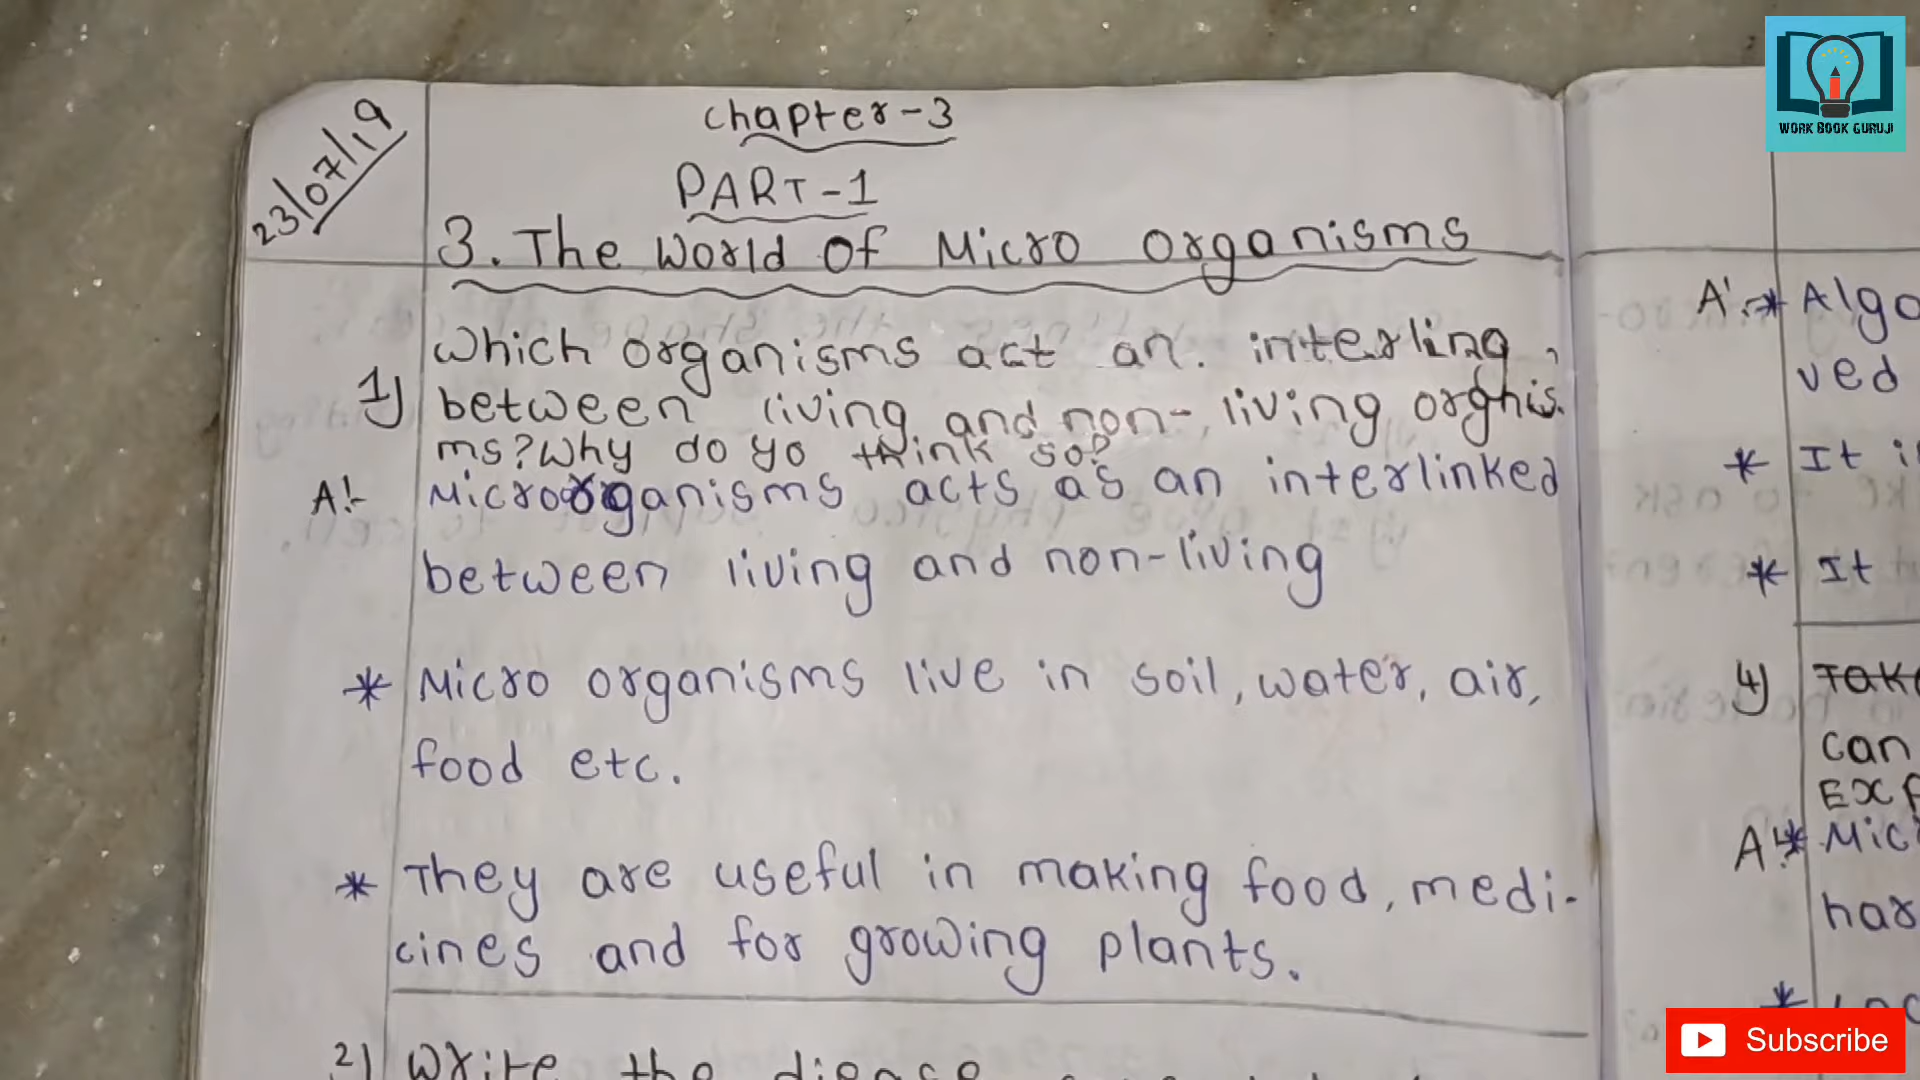 23/07/19
Chapter-3
PART-1
3. The World Of Micro Organisms
1) Which organisms act an. interling,
between living and non-living orghis.
ms? Why do yo think so?
A:- Microorganisms acts as an interlinked
between living and non-living
* Micro organisms live in soil, water, air,
food etc.
* They are useful in making food, medi-
cines and for growing plants.
2) Write the
A:- * Algo
ved
* It i
* It
4) Take
can
A:- * Mic
har
WORK BOOK GURUJI
Subscribe